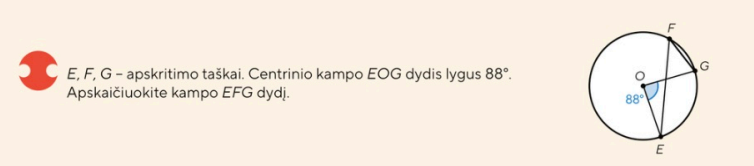 E, F, G – apskritimo taškai. Centrinio kampo EOG dydis lygus 88°.
Apskaičiuokite kampo EFG dydį.
F
G
O
88°
E